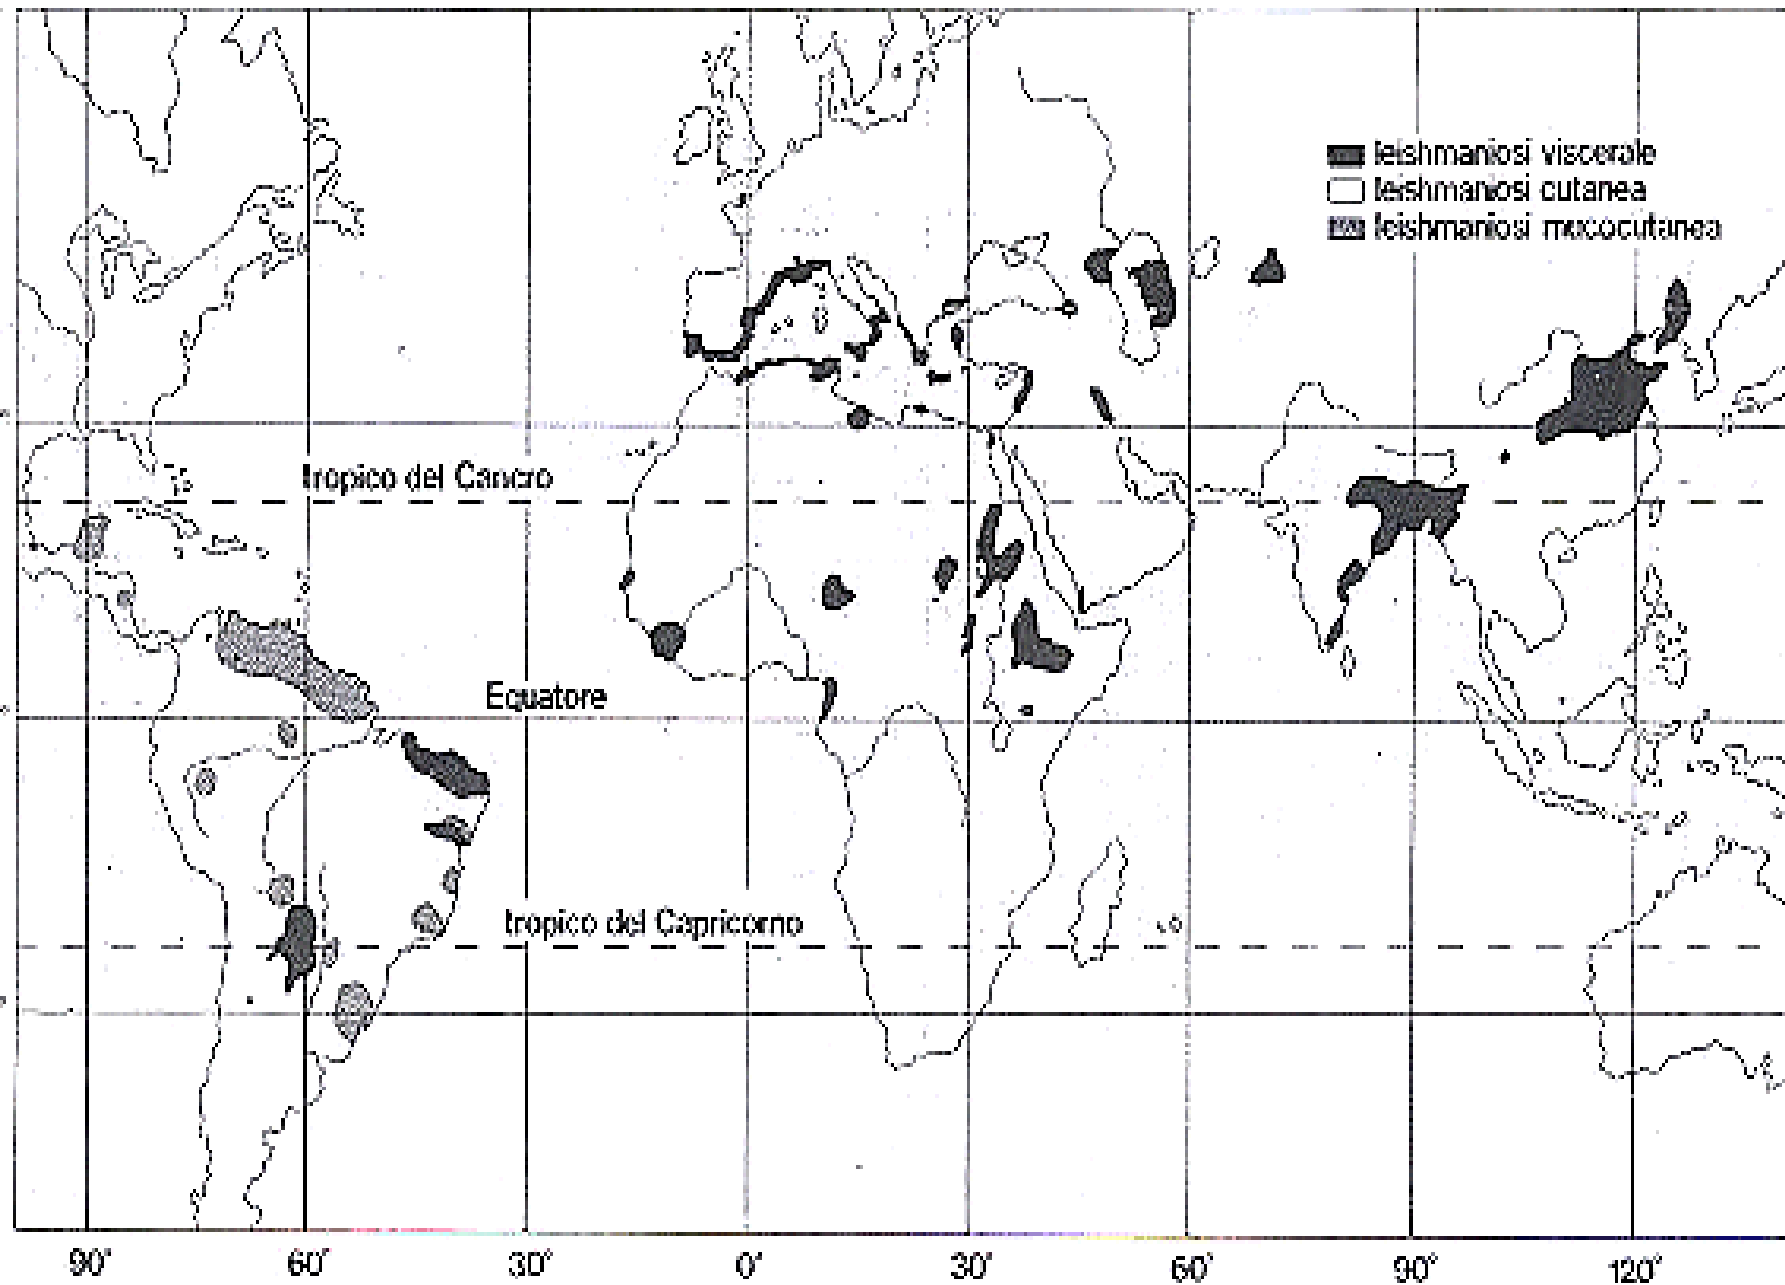 leishmaniosi viscerale
leishmaniosi cutanea
leishmaniosi mucocutanea
tropico del Cancro
Equatore
tropico del Capricorno
90° 60° 30° 0° 30° 60° 90° 120°